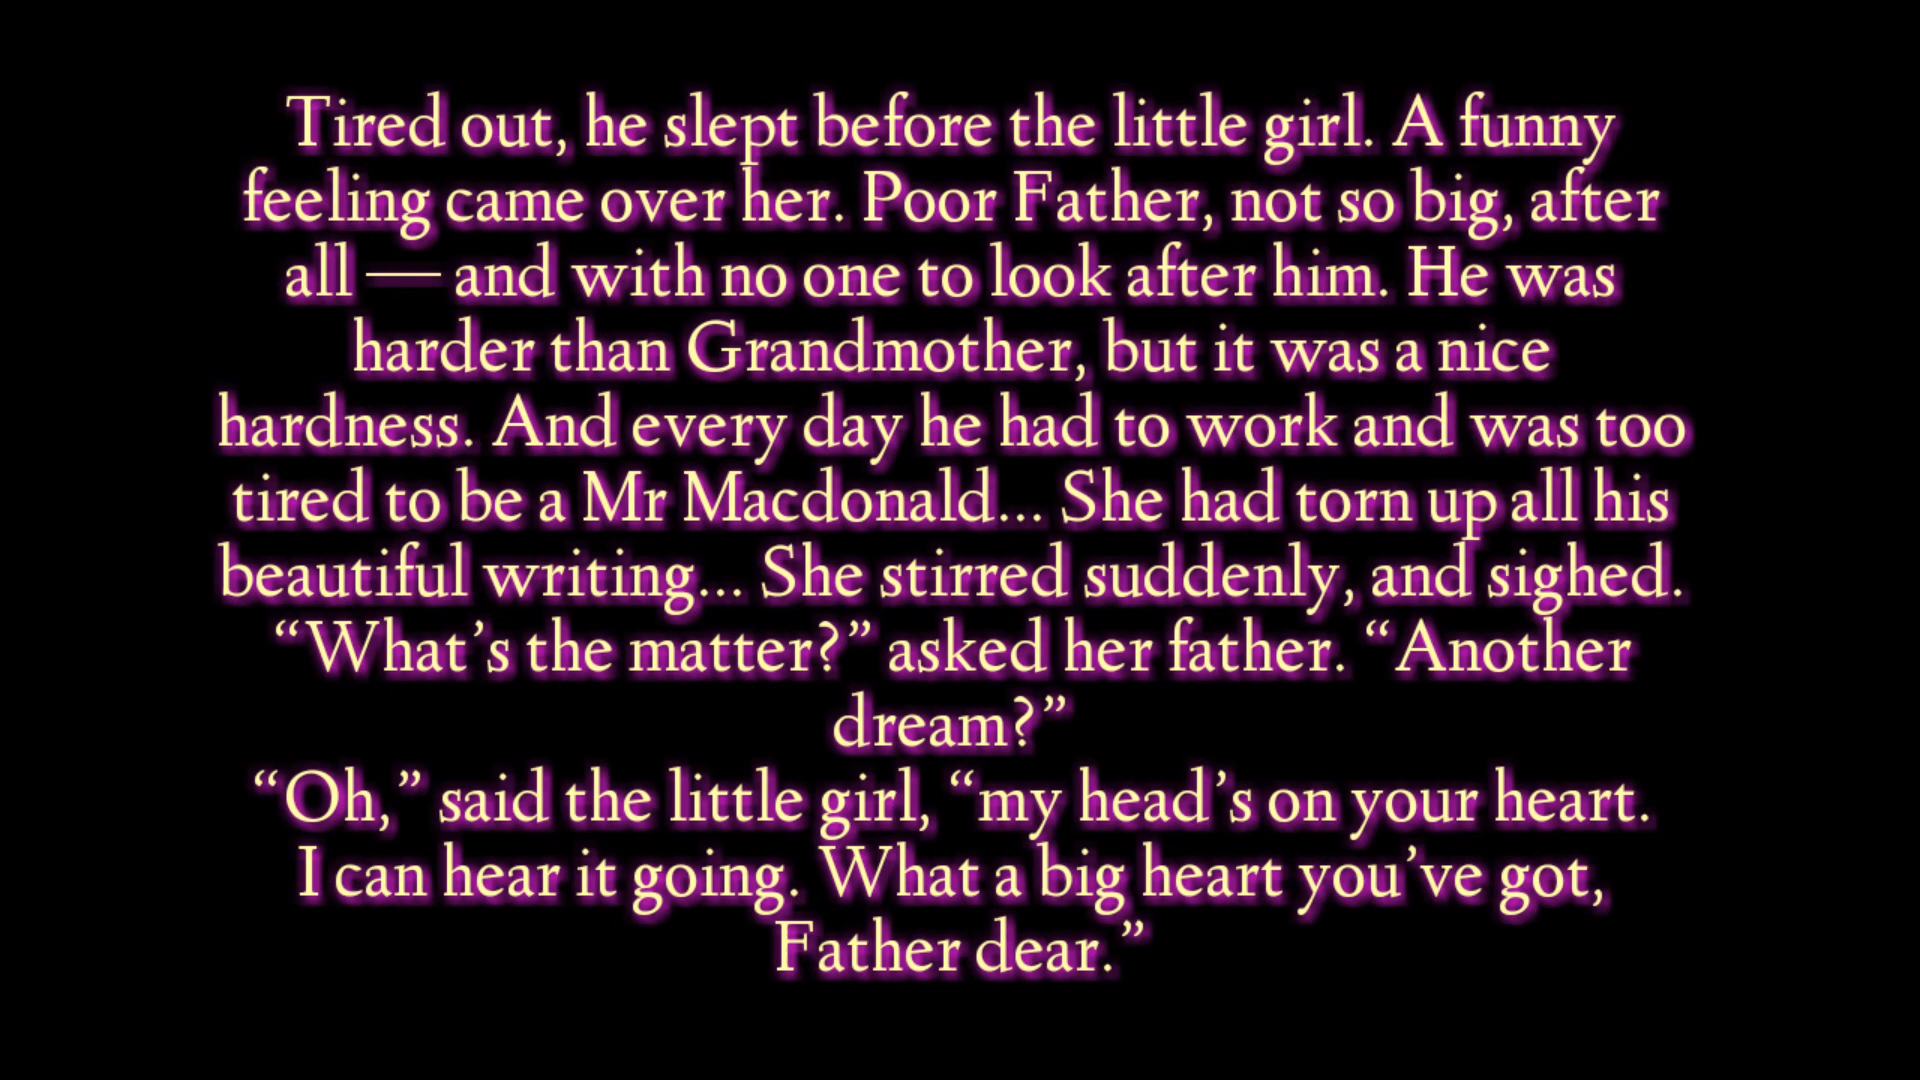 Tired out, he slept before the little girl. A funny
feeling came over her. Poor Father, not so big, after
all — and with no one to look after him. He was
harder than Grandmother, but it was a nice
hardness. And every day he had to work and was too
tired to be a Mr Macdonald... She had torn up all his
beautiful writing... She stirred suddenly, and sighed.
“What’s the matter?” asked her father. “Another
dream?”
“Oh,” said the little girl, “my head’s on your heart.
I can hear it going. What a big heart you’ve got,
Father dear.”